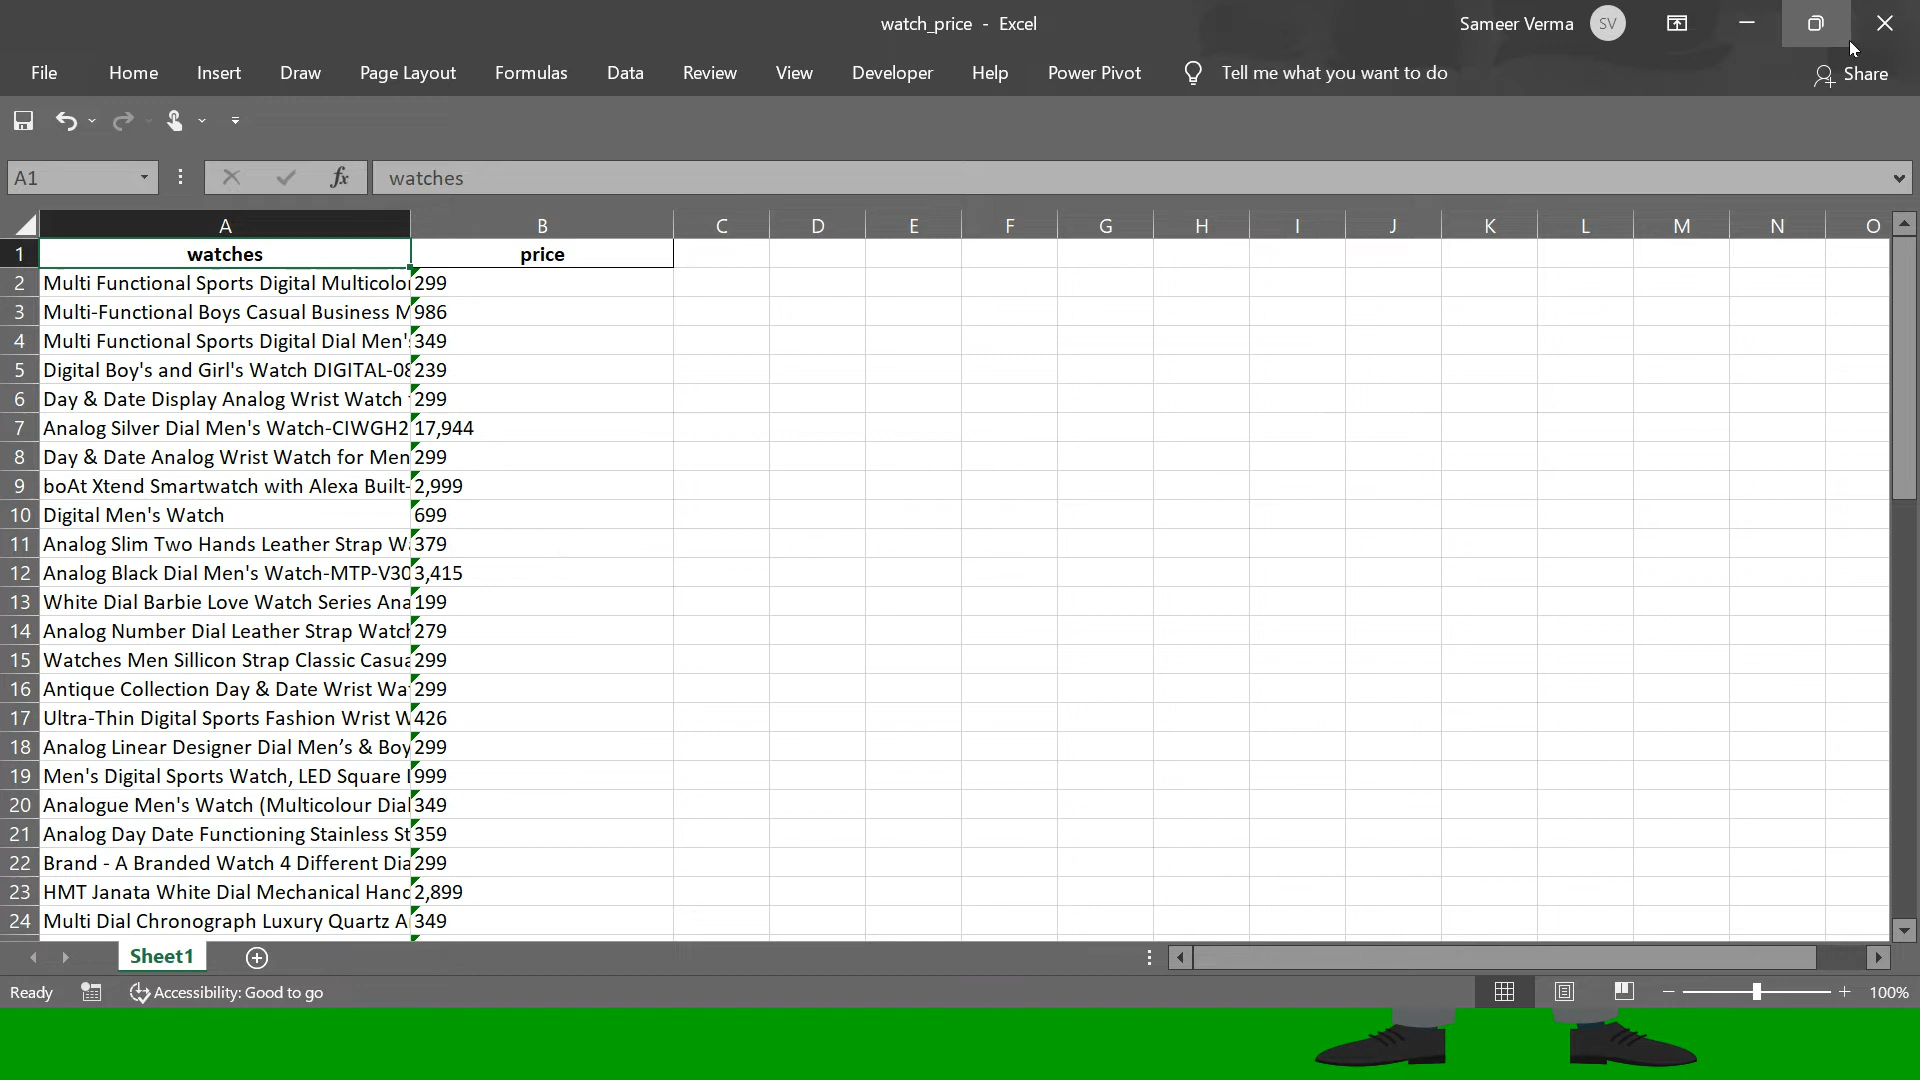 watch_price - Excel
Sameer Verma SV
File Home Insert Draw Page Layout Formulas Data Review View Developer Help Power Pivot Tell me what you want to do Share
A1 fx watches
A B C D E F G H I J K L M N O
1 watches price
2 Multi Functional Sports Digital Multicolor 299
3 Multi-Functional Boys Casual Business M 986
4 Multi Functional Sports Digital Dial Men's 349
5 Digital Boy's and Girl's Watch DIGITAL-08 239
6 Day & Date Display Analog Wrist Watch 299
7 Analog Silver Dial Men's Watch-CIWGH2 17,944
8 Day & Date Analog Wrist Watch for Men 299
9 boAt Xtend Smartwatch with Alexa Built- 2,999
10 Digital Men's Watch 699
11 Analog Slim Two Hands Leather Strap Wa 379
12 Analog Black Dial Men's Watch-MTP-V30 3,415
13 White Dial Barbie Love Watch Series Ana 199
14 Analog Number Dial Leather Strap Watch 279
15 Watches Men Sillicon Strap Classic Casua 299
16 Antique Collection Day & Date Wrist Wat 299
17 Ultra-Thin Digital Sports Fashion Wrist W 426
18 Analog Linear Designer Dial Men’s & Boy 299
19 Men's Digital Sports Watch, LED Square 999
20 Analogue Men's Watch (Multicolour Dial 349
21 Analog Day Date Functioning Stainless St 359
22 Brand - A Branded Watch 4 Different Dia 299
23 HMT Janata White Dial Mechanical Hand 2,899
24 Multi Dial Chronograph Luxury Quartz A 349
Sheet1
Ready Accessibility: Good to go 100%